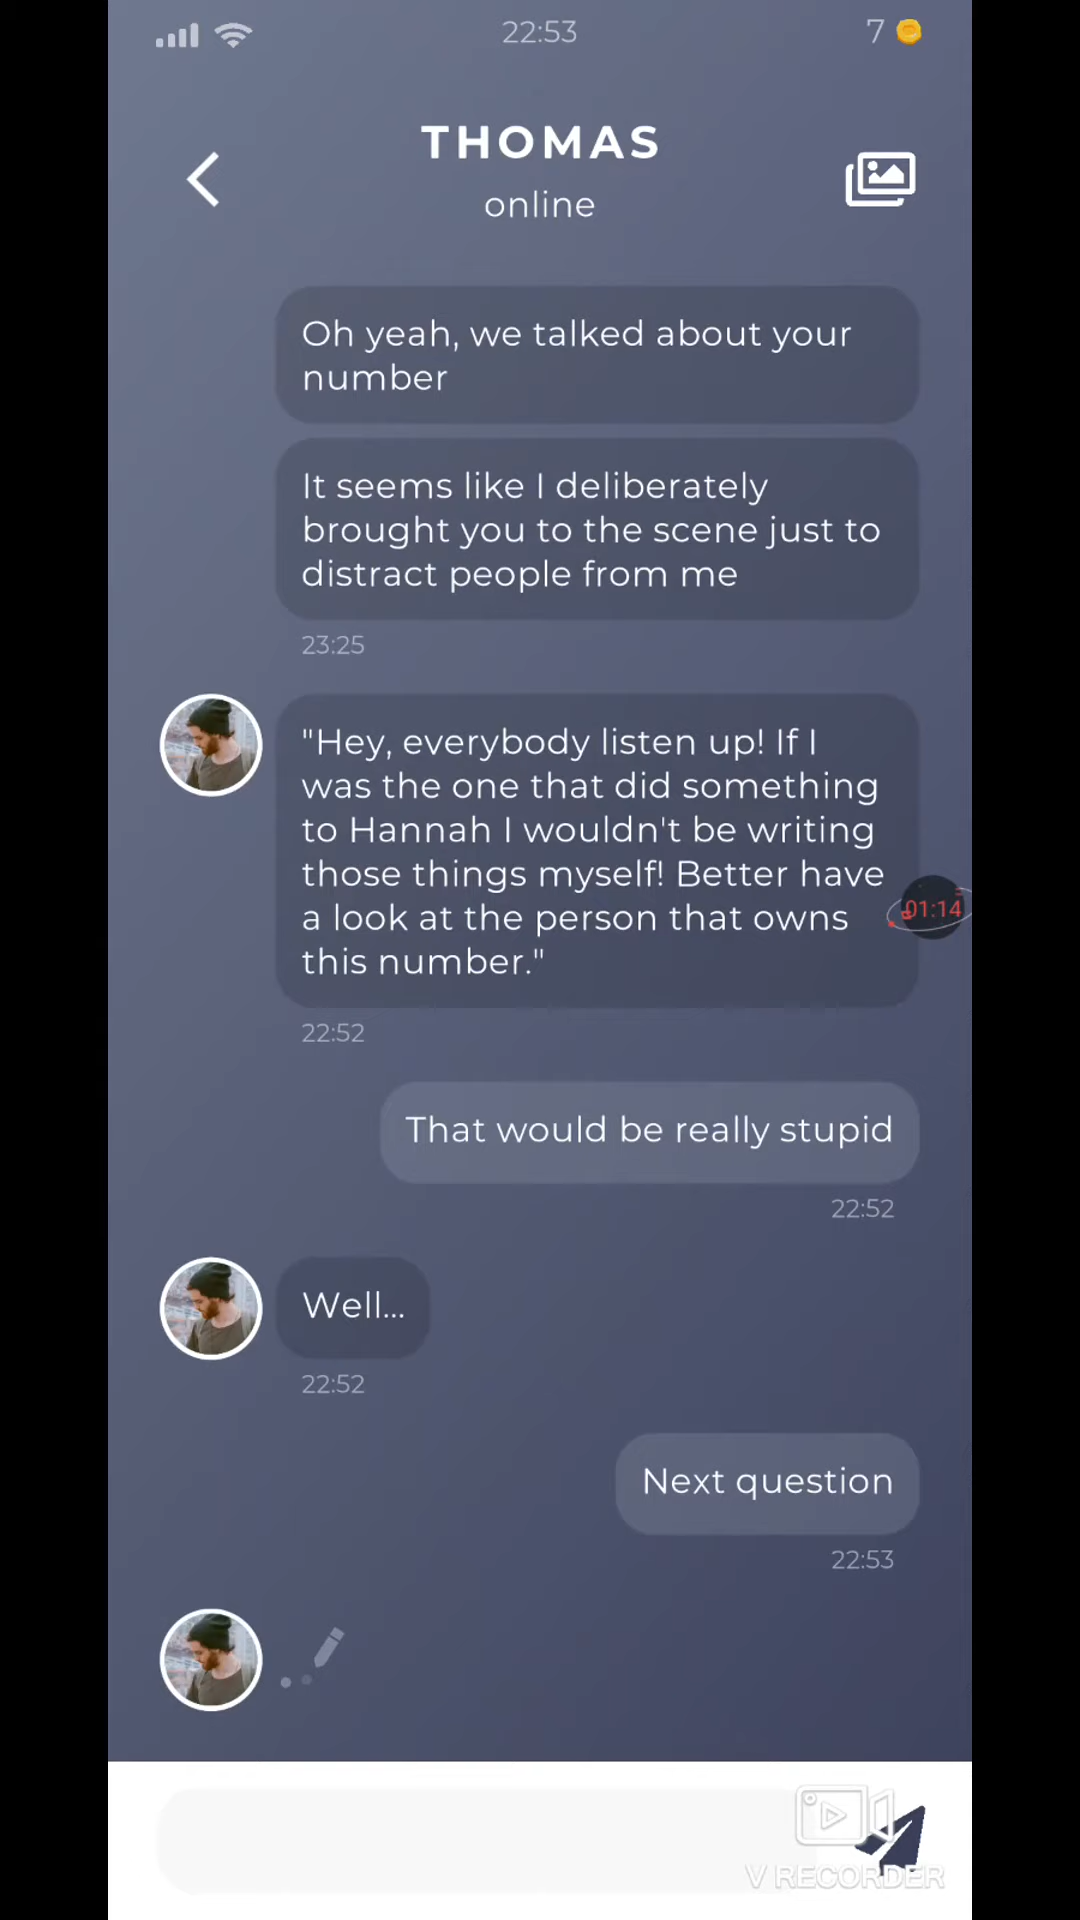 22:53
7
THOMAS
online
Oh yeah, we talked about your
number
It seems like I deliberately
brought you to the scene just to
distract people from me
23:25
"Hey, everybody listen up! If I
was the one that did something
to Hannah I wouldn't be writing
those things myself! Better have
a look at the person that owns
this number."
01:14
22:52
That would be really stupid
22:52
Well...
22:52
Next question
22:53
V RECORDER